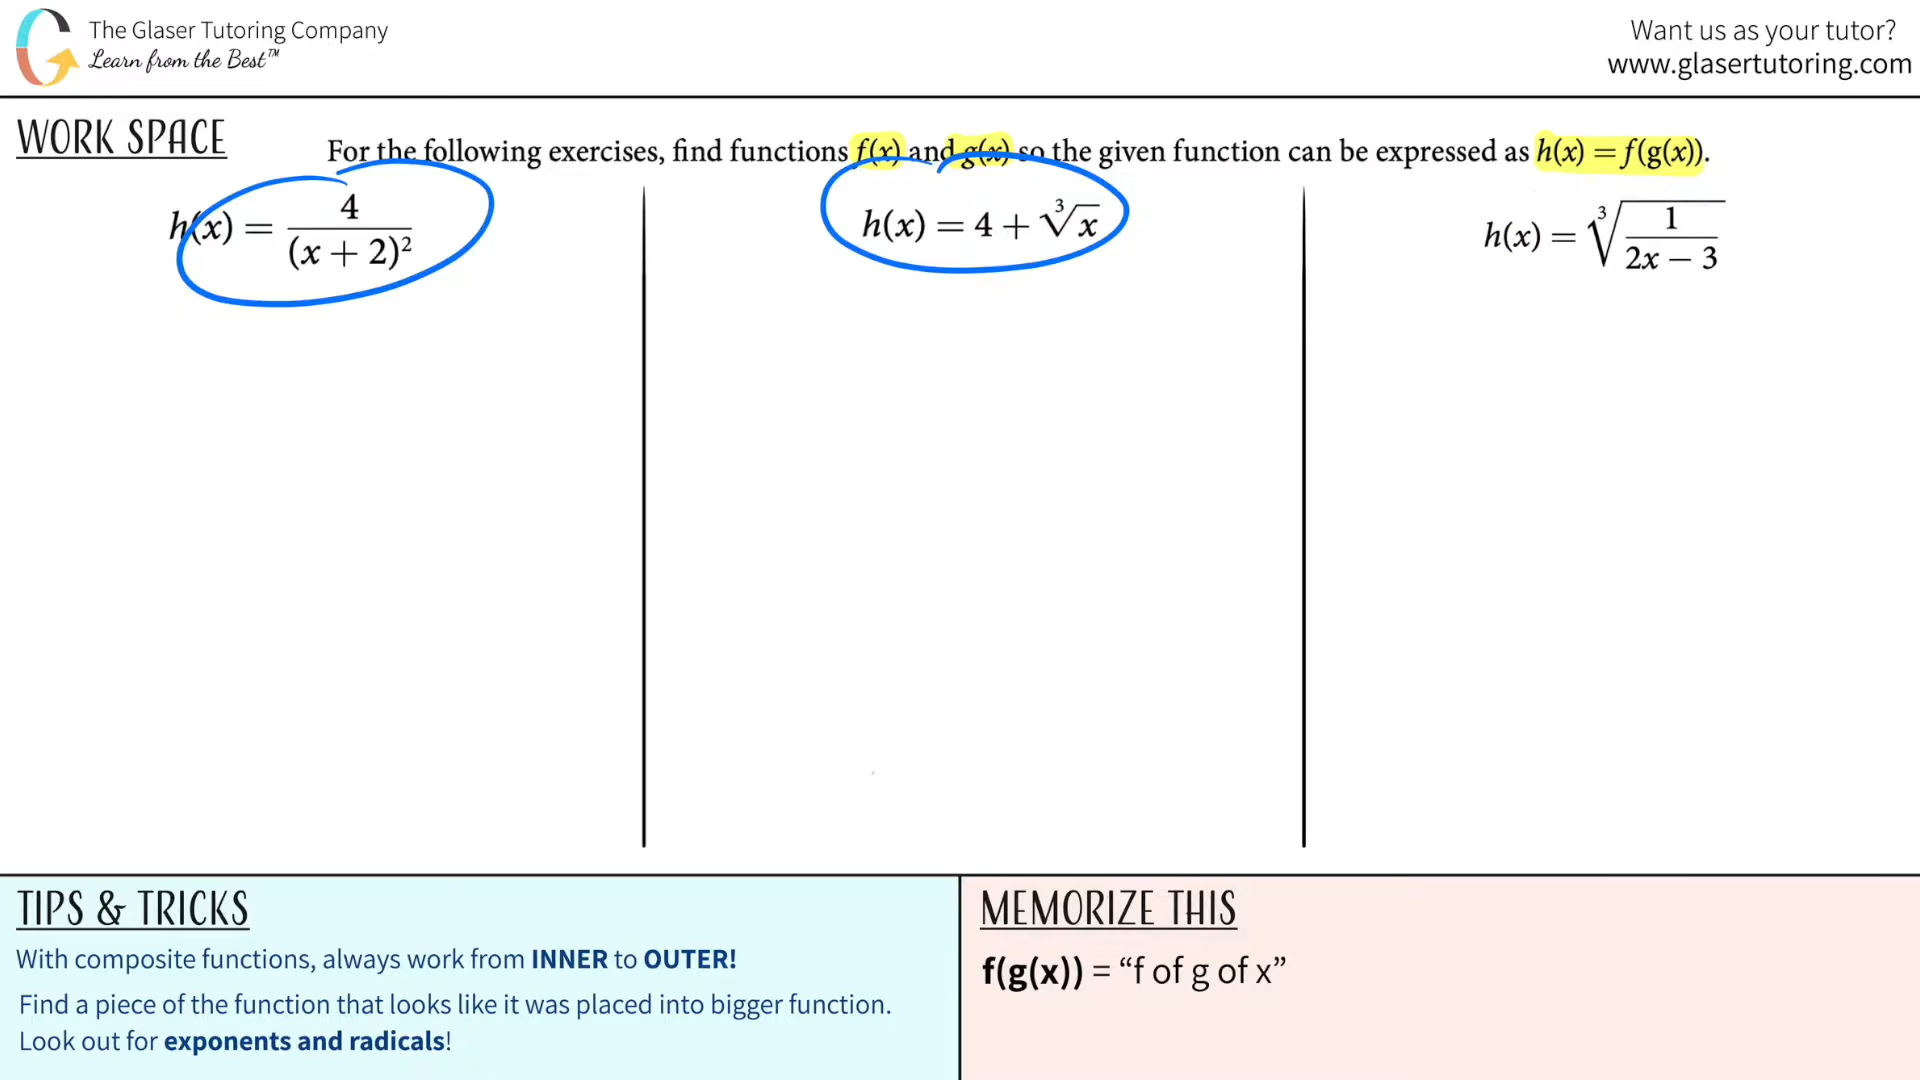 The Glaser Tutoring Company
Learn from the Best™
Want us as your tutor?
www.glasertutoring.com
WORK SPACE
For the following exercises, find functions f(x) and g(x) so the given function can be expressed as h(x) = f(g(x)).
h(x) = 4/(x + 2)²
h(x) = 4 + ∛x
h(x) = ∛(1/(2x − 3))
TIPS & TRICKS
With composite functions, always work from INNER to OUTER!
Find a piece of the function that looks like it was placed into bigger function.
Look out for exponents and radicals!
MEMORIZE THIS
f(g(x)) = “f of g of x”